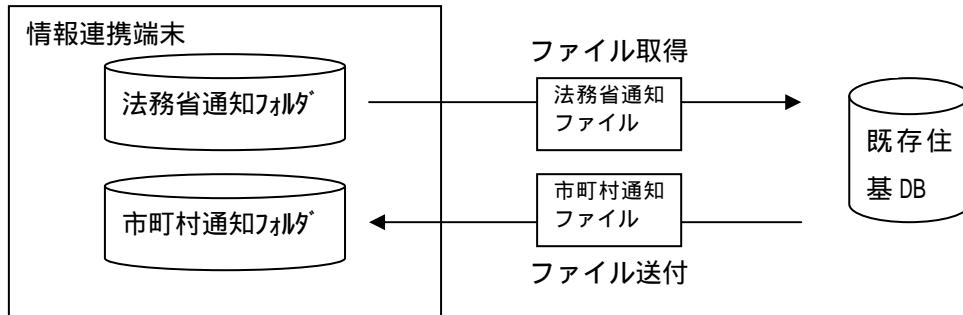 情報連携端末
法務省通知ﾌｫﾙﾀﾞ
ファイル取得
法務省通知
ファイル
既存住
基 DB
市町村通知ﾌｫﾙﾀﾞ
市町村通知
ファイル
ファイル送付